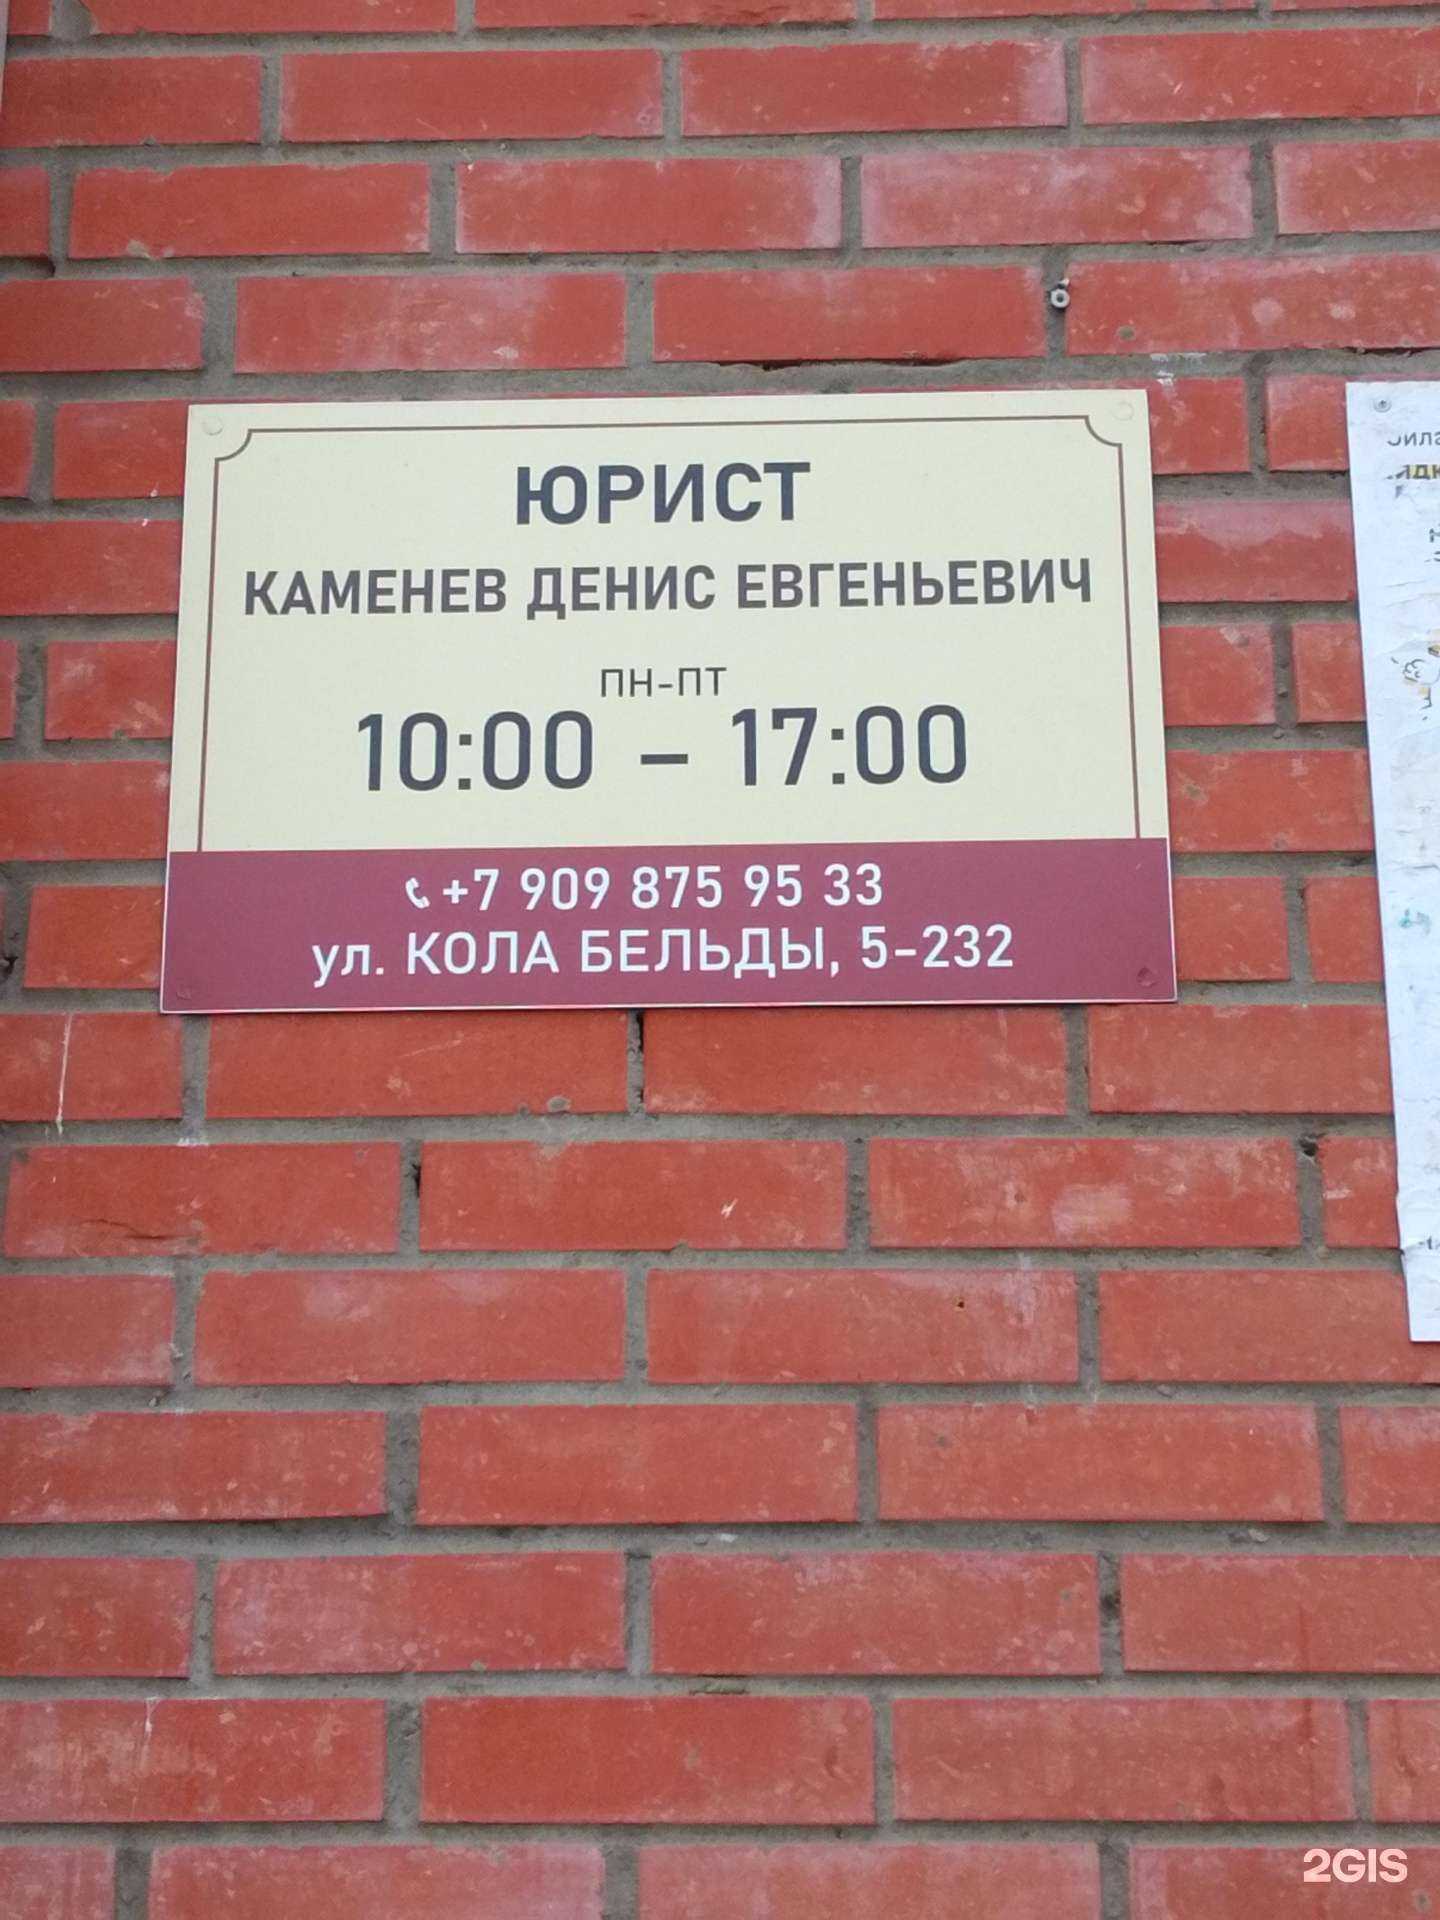 ЮРИСТ
КАМЕНЕВ ДЕНИС ЕВГЕНЬЕВИЧ
ПН-ПТ
10:00 – 17:00
+7 909 875 95 33
ул. КОЛА БЕЛЬДЫ, 5-232
2GIS